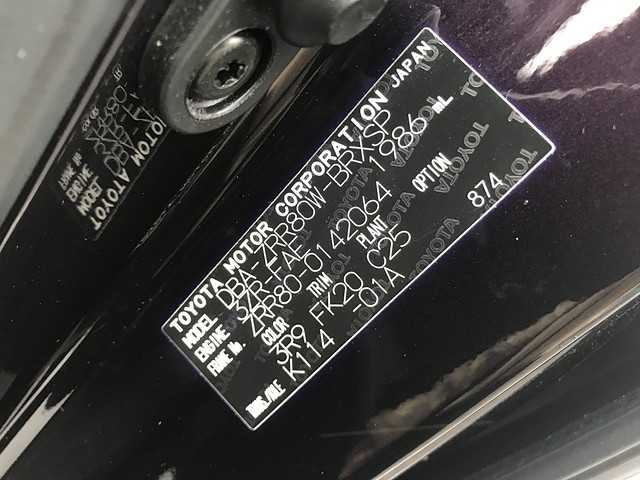 TOYOTA MOTOR CORPORATION JAPAN
MODEL DBA-ZRR80W-BRXSP
ENGINE 3ZR-FAE 1986 mL
FRAME No. ZRR80-0142064
COLOR TRIM PLANT OPTION
3R9 FK20 C25 874
TRANS/AXLE K114 -01A